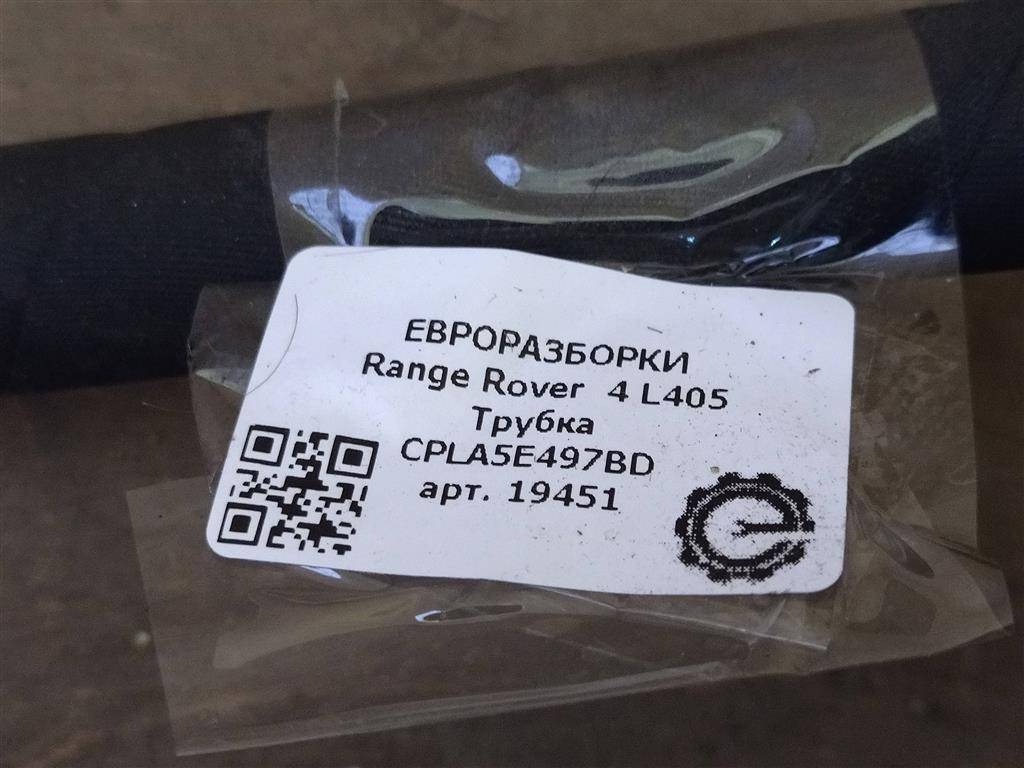 ЕВРОРАЗБОРКИ
Range Rover 4 L405
Трубка
CPLA5E497BD
арт. 19451